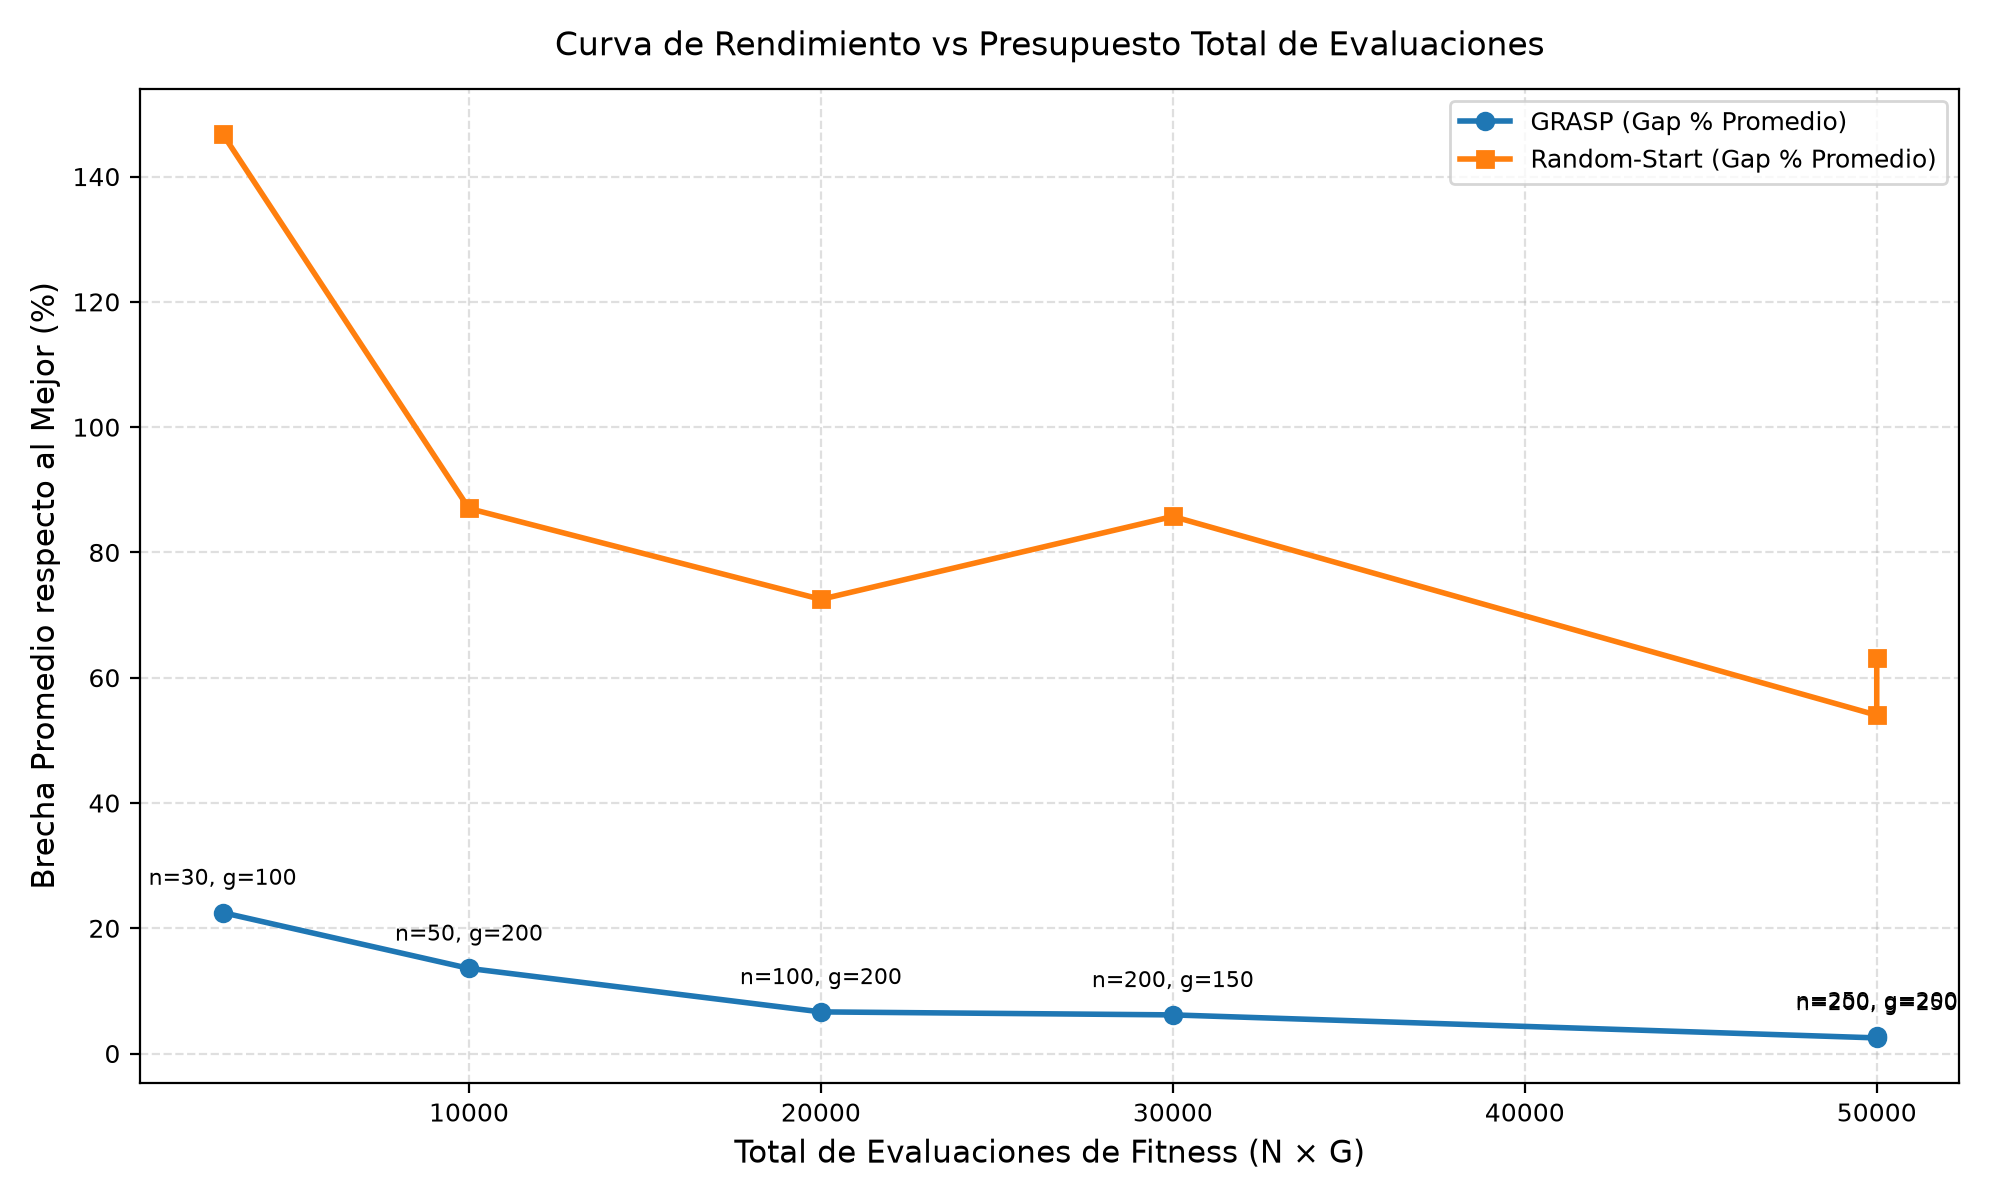 Curva de Rendimiento vs Presupuesto Total de Evaluaciones
GRASP (Gap % Promedio)
Random-Start (Gap % Promedio)
Brecha Promedio respecto al Mejor (%)
140
120
100
80
60
40
20
0
n=30, g=100
n=50, g=200
n=100, g=200
n=200, g=150
10000
20000
30000
40000
50000
Total de Evaluaciones de Fitness (N × G)